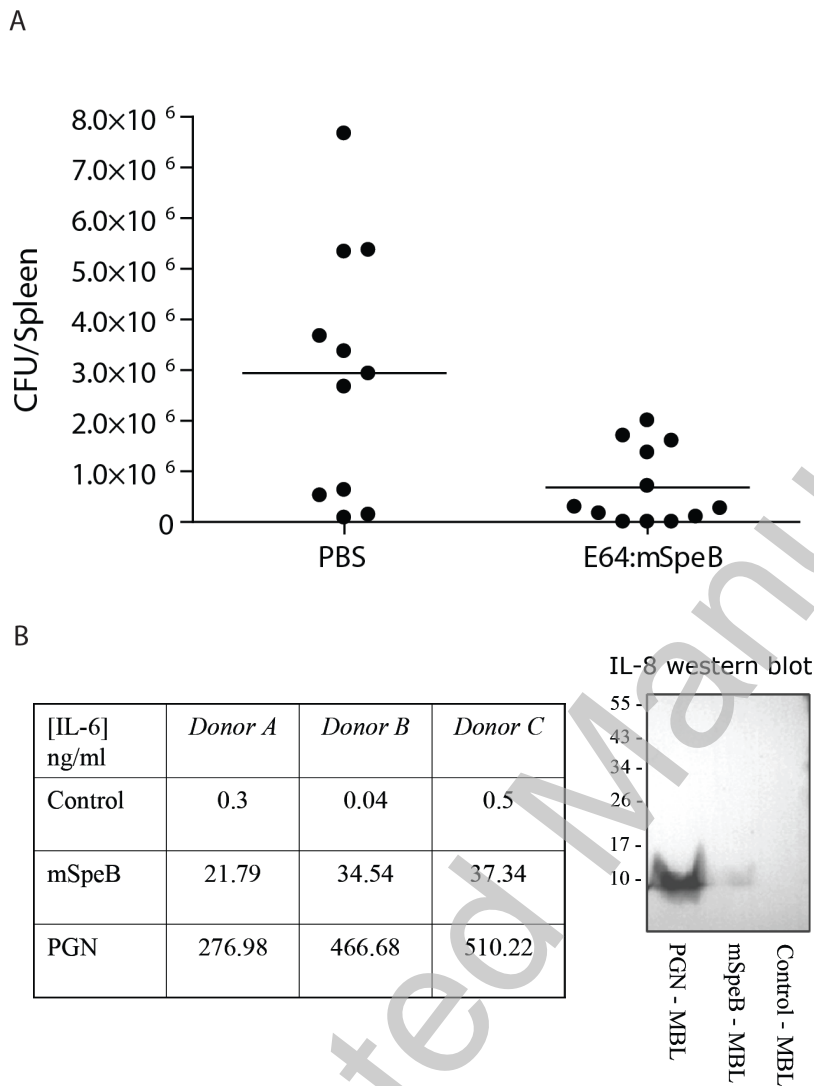 A
8.0×10 6
7.0×10 6
6.0×10 6
5.0×10 6
4.0×10 6
3.0×10 6
2.0×10 6
1.0×10 6
0
CFU/Spleen
PBS E64:mSpeB
B
[IL-6] ng/ml Donor A Donor B Donor C
Control 0.3 0.04 0.5
mSpeB 21.79 34.54 37.34
PGN 276.98 466.68 510.22
IL-8 western blot
55 -
43 -
34 -
26 -
17 -
10 -
PGN - MBL
mSpeB - MBL
Control - MBL
ted Manu